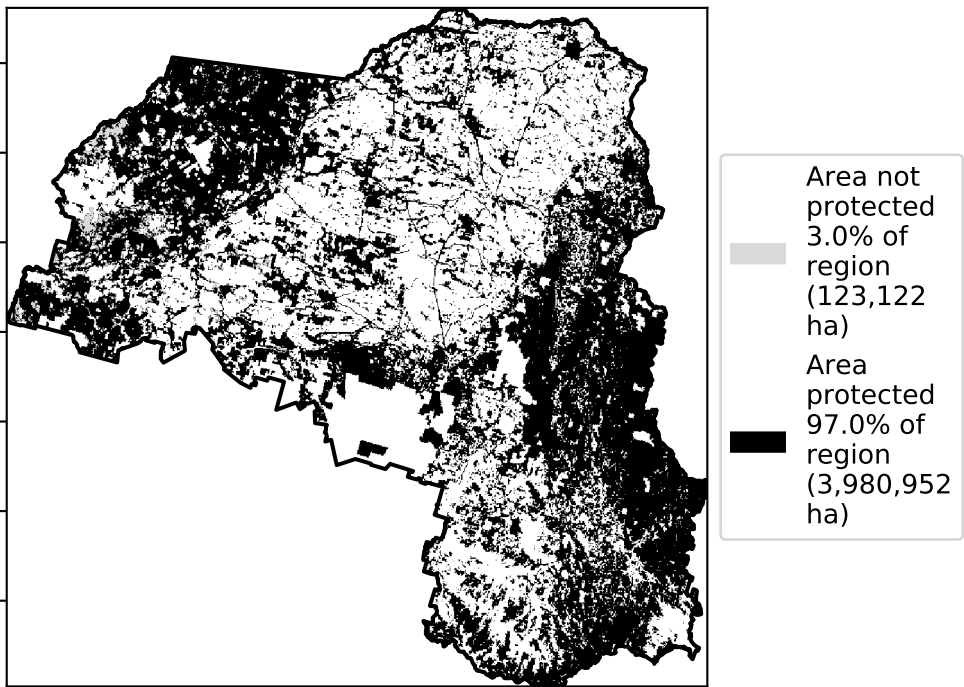 Area not
protected
3.0% of
region
(123,122
ha)
Area
protected
97.0% of
region
(3,980,952
ha)